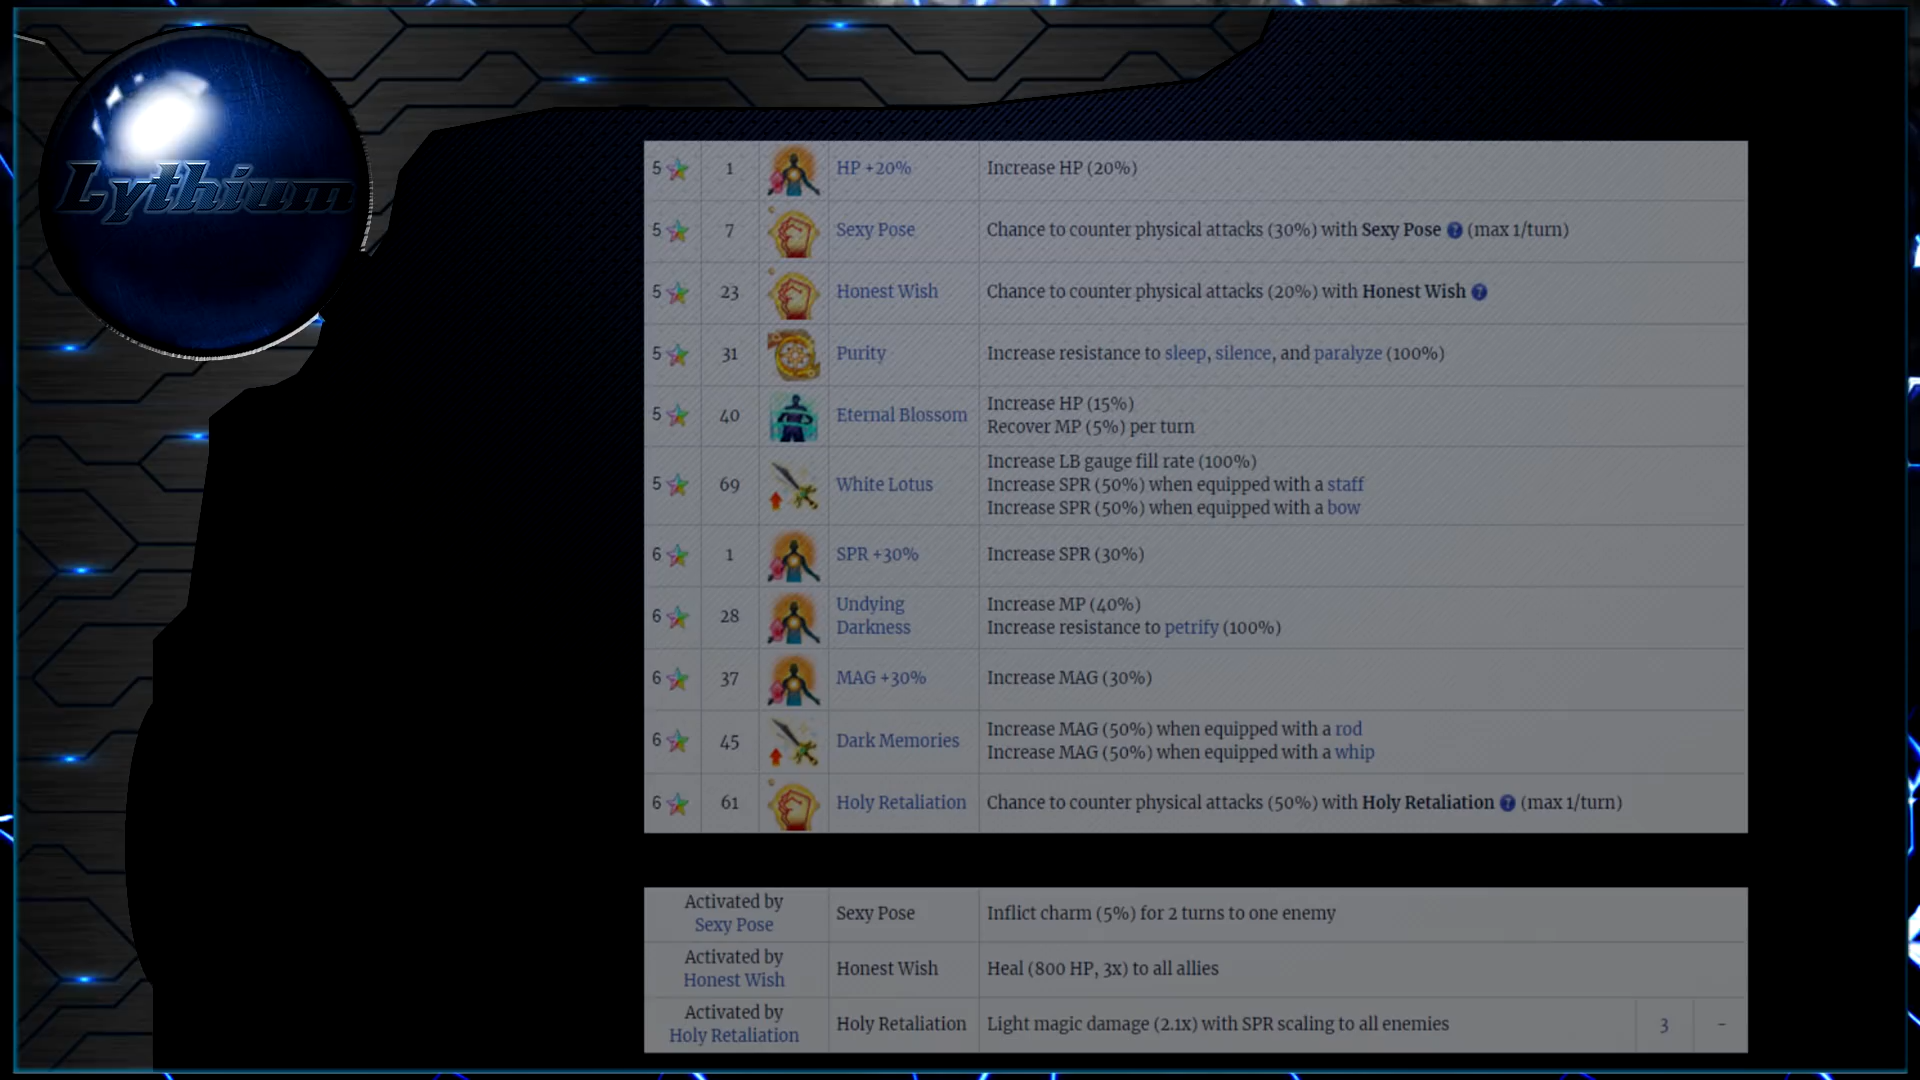 Lythium
5 1 HP +20% Increase HP (20%)
5 7 Sexy Pose Chance to counter physical attacks (30%) with Sexy Pose ? (max 1/turn)
5 23 Honest Wish Chance to counter physical attacks (20%) with Honest Wish ?
5 31 Purity Increase resistance to sleep, silence, and paralyze (100%)
5 40 Eternal Blossom Increase HP (15%)
Recover MP (5%) per turn
5 69 White Lotus Increase LB gauge fill rate (100%)
Increase SPR (50%) when equipped with a staff
Increase SPR (50%) when equipped with a bow
6 1 SPR +30% Increase SPR (30%)
6 28 Undying Darkness Increase MP (40%)
Increase resistance to petrify (100%)
6 37 MAG +30% Increase MAG (30%)
6 45 Dark Memories Increase MAG (50%) when equipped with a rod
Increase MAG (50%) when equipped with a whip
6 61 Holy Retaliation Chance to counter physical attacks (50%) with Holy Retaliation ? (max 1/turn)
Activated by
Sexy Pose
Sexy Pose Inflict charm (5%) for 2 turns to one enemy
Activated by
Honest Wish
Honest Wish Heal (800 HP, 3x) to all allies
Activated by
Holy Retaliation
Holy Retaliation Light magic damage (2.1x) with SPR scaling to all enemies 3 -